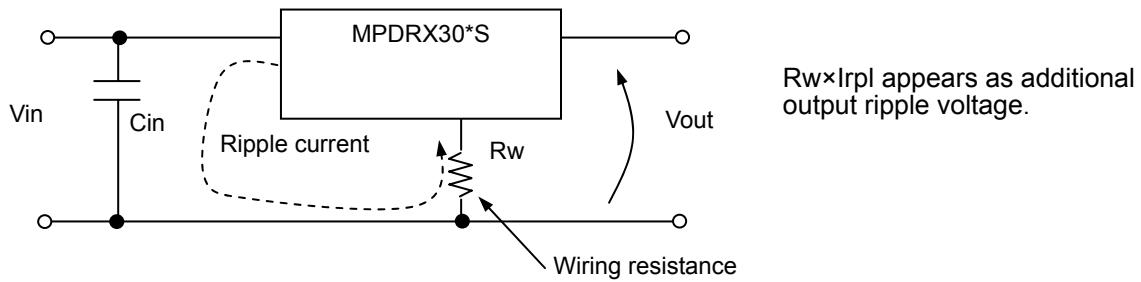 MPDRX30*S
Rw×Irpl appears as additional
output ripple voltage.
Vin
Cin
Vout
Ripple current
Rw
Wiring resistance